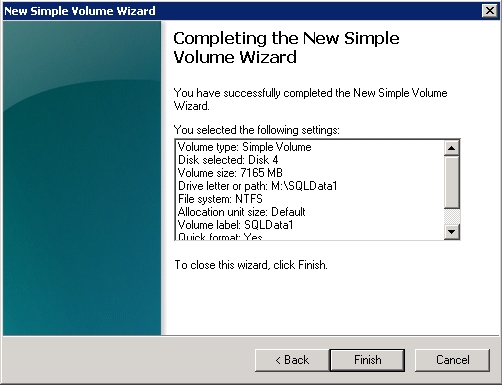 New Simple Volume Wizard
Completing the New Simple
Volume Wizard
You have successfully completed the New Simple Volume
Wizard.
You selected the following settings:
Volume type: Simple Volume
Disk selected: Disk 4
Volume size: 7165 MB
Drive letter or path: M:\SQLData1
File system: NTFS
Allocation unit size: Default
Volume label: SQLData1
Quick format: Yes
To close this wizard, click Finish.
< Back
Finish
Cancel